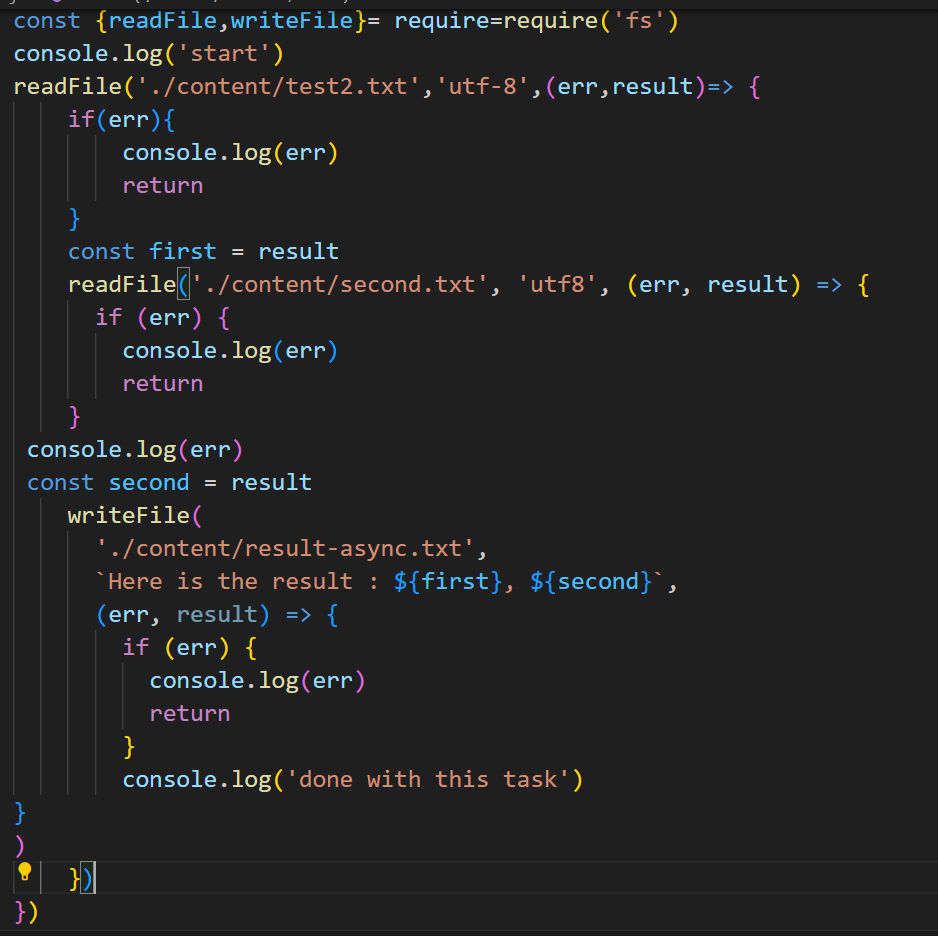 const {readFile,writeFile}= require=require('fs')
console.log('start')
readFile('./content/test2.txt','utf-8',(err,result)=> {
    if(err){
        console.log(err)
        return
    }
    const first = result
    readFile('./content/second.txt', 'utf8', (err, result) => {
      if (err) {
        console.log(err)
        return
    }
 console.log(err)
 const second = result
    writeFile(
      './content/result-async.txt',
      `Here is the result : ${first}, ${second}`,
      (err, result) => {
        if (err) {
          console.log(err)
          return
        }
        console.log('done with this task')
}
)
    })
})